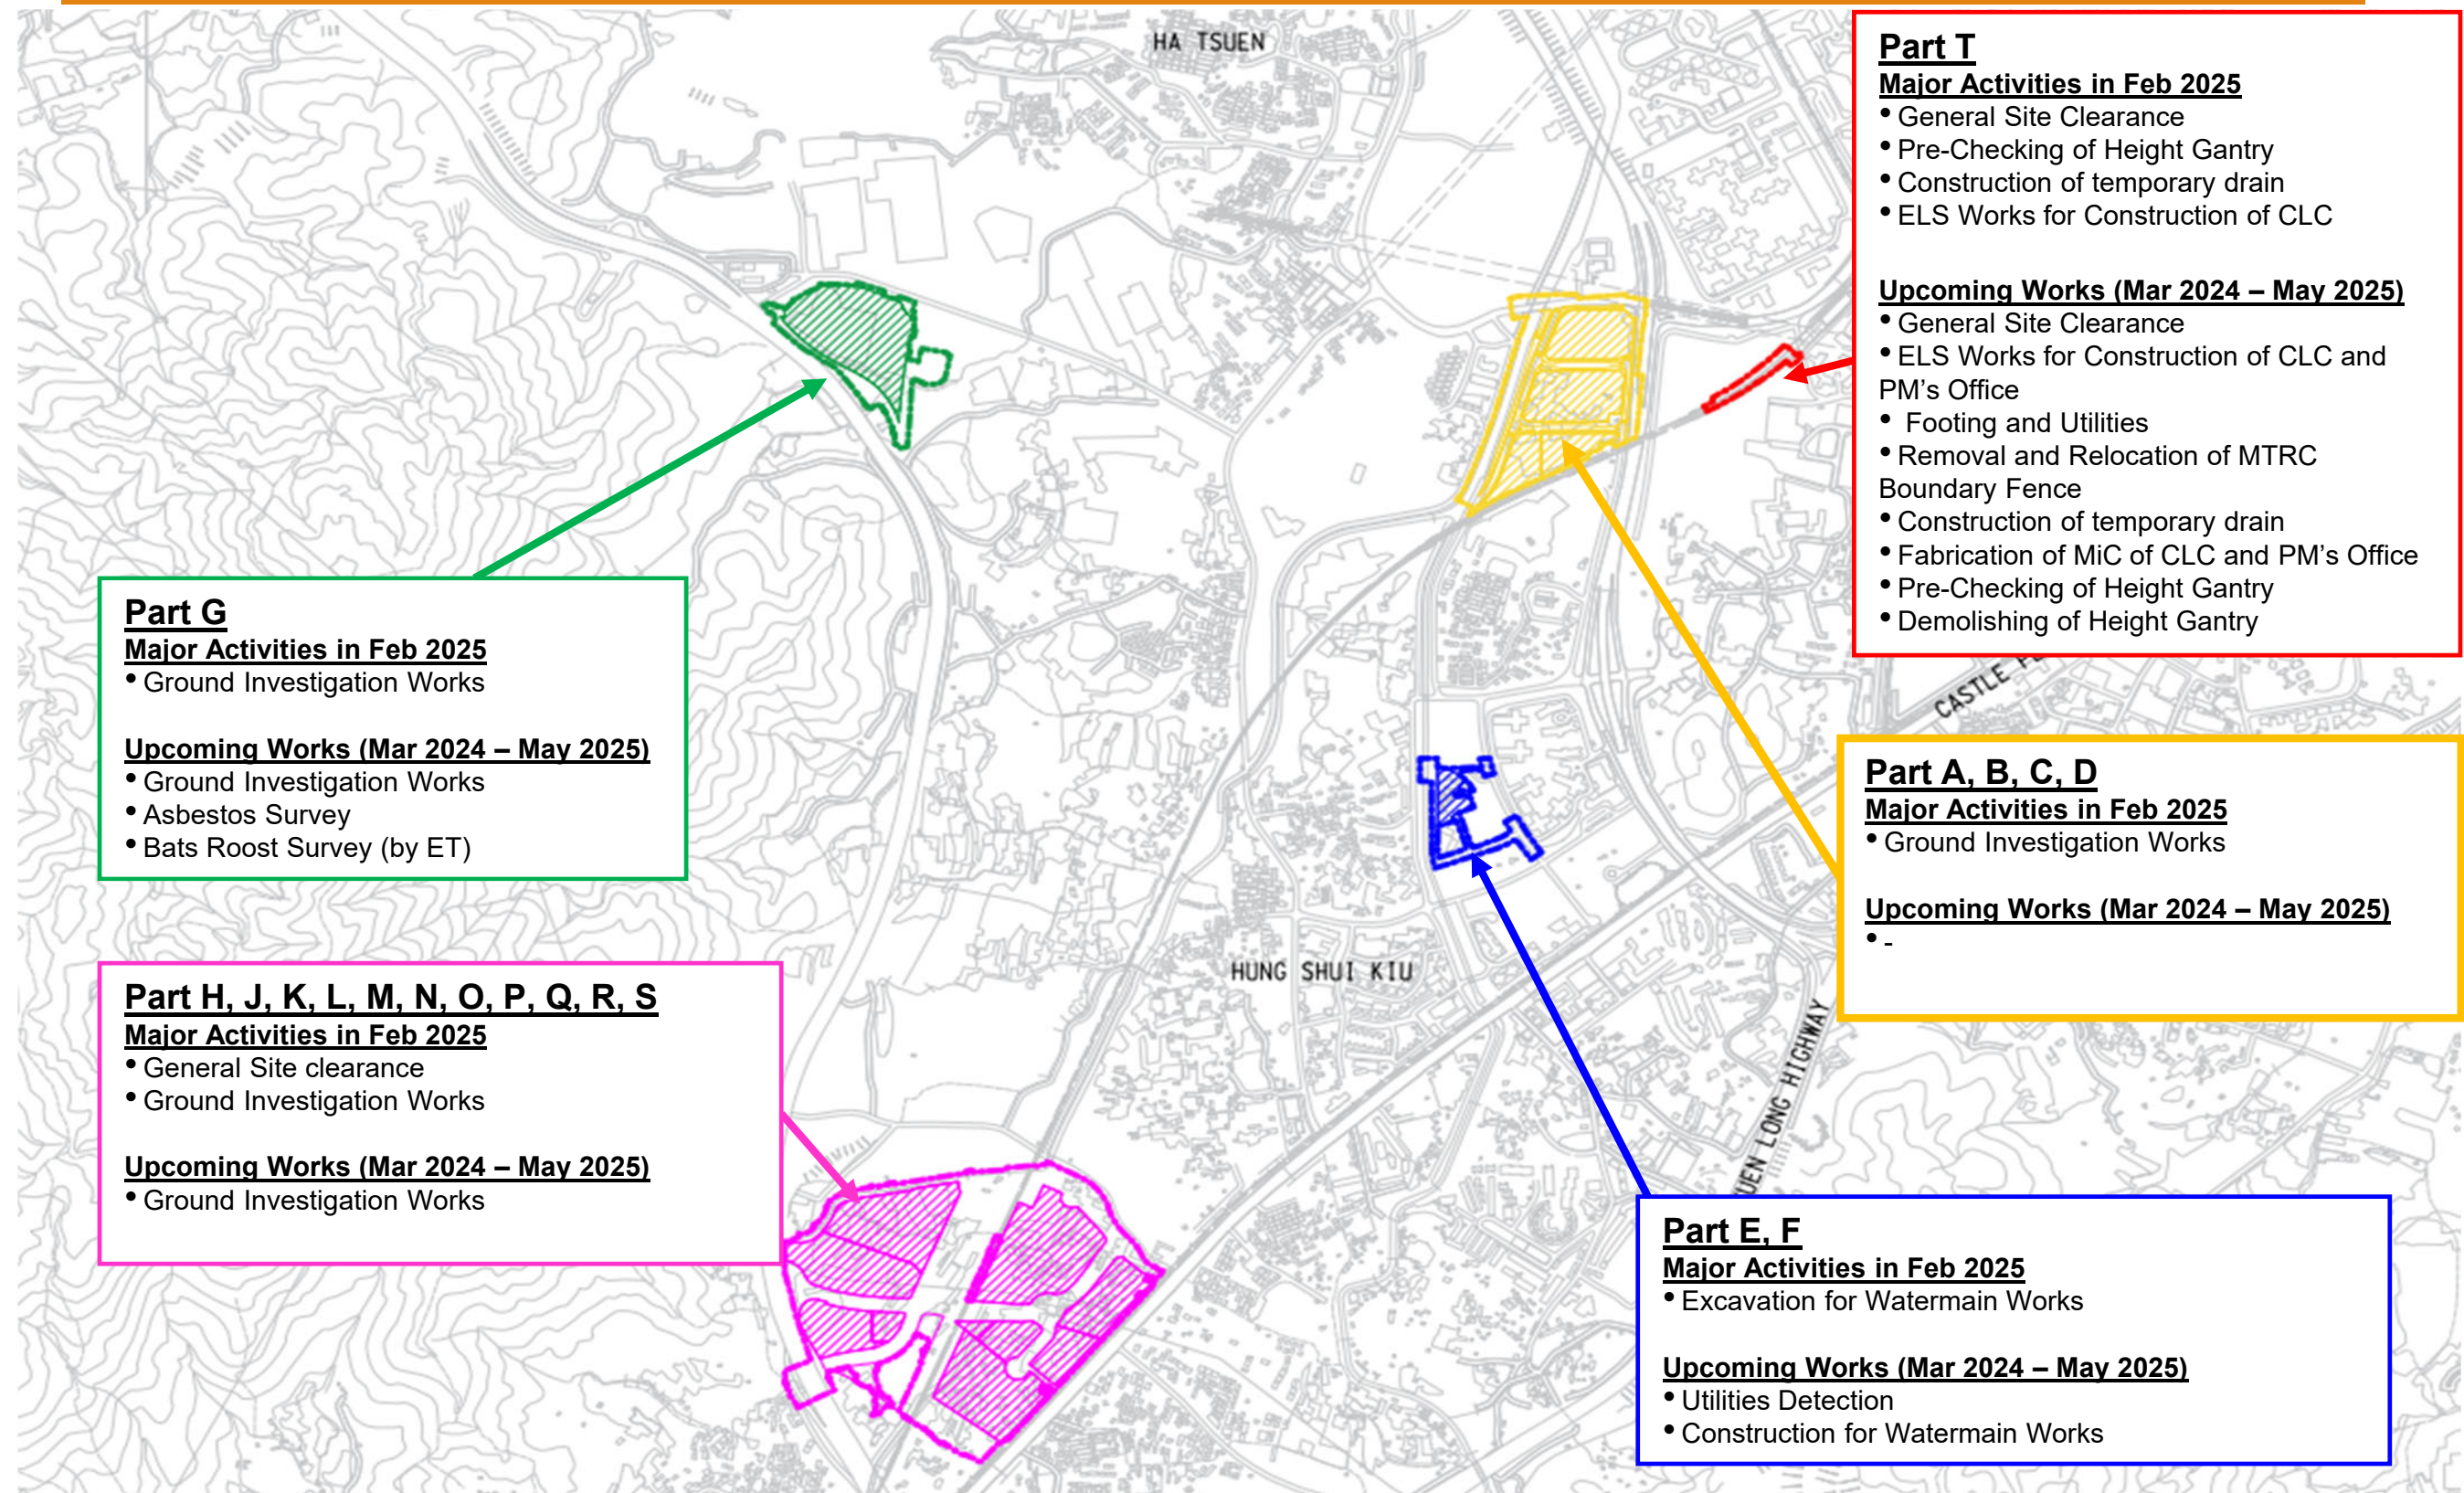 HA TSUEN
Part T
Major Activities in Feb 2025
• General Site Clearance
• Pre-Checking of Height Gantry
• Construction of temporary drain
• ELS Works for Construction of CLC
Upcoming Works (Mar 2024 – May 2025)
• General Site Clearance
• ELS Works for Construction of CLC and
PM’s Office
• Footing and Utilities
• Removal and Relocation of MTRC
Boundary Fence
• Construction of temporary drain
• Fabrication of MiC of CLC and PM’s Office
• Pre-Checking of Height Gantry
• Demolishing of Height Gantry
Part G
Major Activities in Feb 2025
• Ground Investigation Works
Upcoming Works (Mar 2024 – May 2025)
• Ground Investigation Works
• Asbestos Survey
• Bats Roost Survey (by ET)
CASTLE
Part A, B, C, D
Major Activities in Feb 2025
• Ground Investigation Works
Upcoming Works (Mar 2024 – May 2025)
• -
HUNG SHUI KIU
Part H, J, K, L, M, N, O, P, Q, R, S
Major Activities in Feb 2025
• General Site clearance
• Ground Investigation Works
Upcoming Works (Mar 2024 – May 2025)
• Ground Investigation Works
UEN LONG HIGHWAY
Part E, F
Major Activities in Feb 2025
• Excavation for Watermain Works
Upcoming Works (Mar 2024 – May 2025)
• Utilities Detection
• Construction for Watermain Works